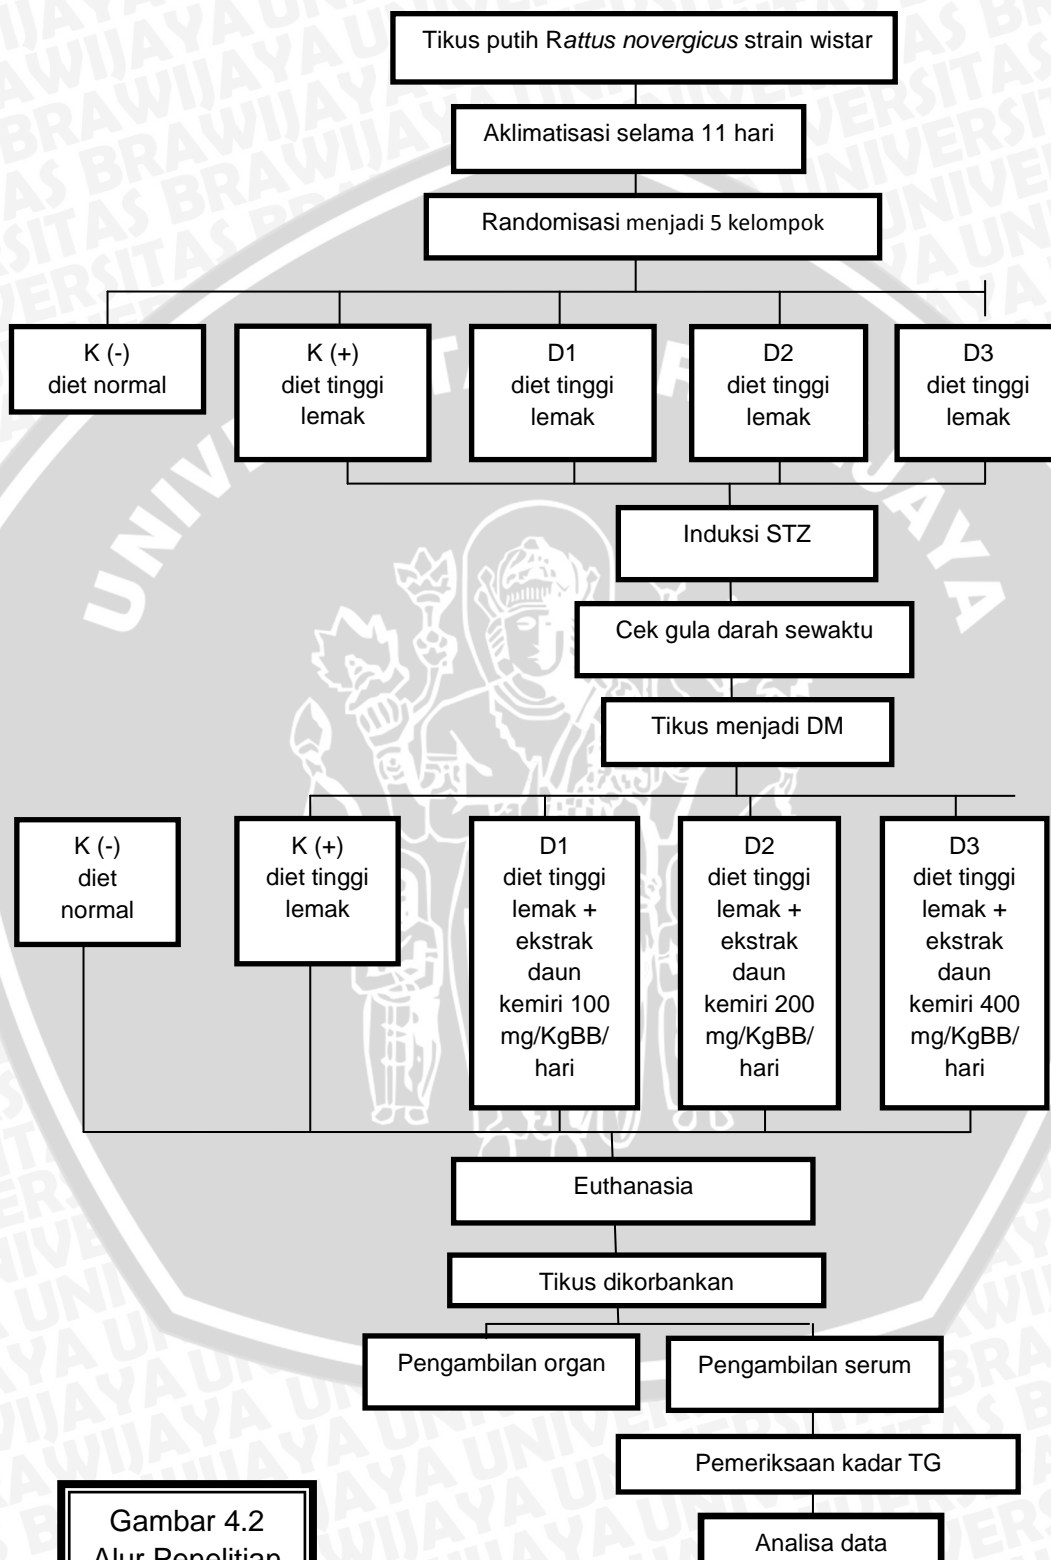 Tikus putih Rattus novergicus strain wistar
Aklimatisasi selama 11 hari
Randomisasi menjadi 5 kelompok
K (-)
diet normal
K (+)
diet tinggi
lemak
D1
diet tinggi
lemak
D2
diet tinggi
lemak
D3
diet tinggi
lemak
Induksi STZ
Cek gula darah sewaktu
Tikus menjadi DM
K (-)
diet
normal
K (+)
diet tinggi
lemak
D1
diet tinggi
lemak +
ekstrak
daun
kemiri 100
mg/KgBB/
hari
D2
diet tinggi
lemak +
ekstrak
daun
kemiri 200
mg/KgBB/
hari
D3
diet tinggi
lemak +
ekstrak
daun
kemiri 400
mg/KgBB/
hari
Euthanasia
Tikus dikorbankan
Pengambilan organ
Pengambilan serum
Pemeriksaan kadar TG
Analisa data
Gambar 4.2
Alur Penelitian